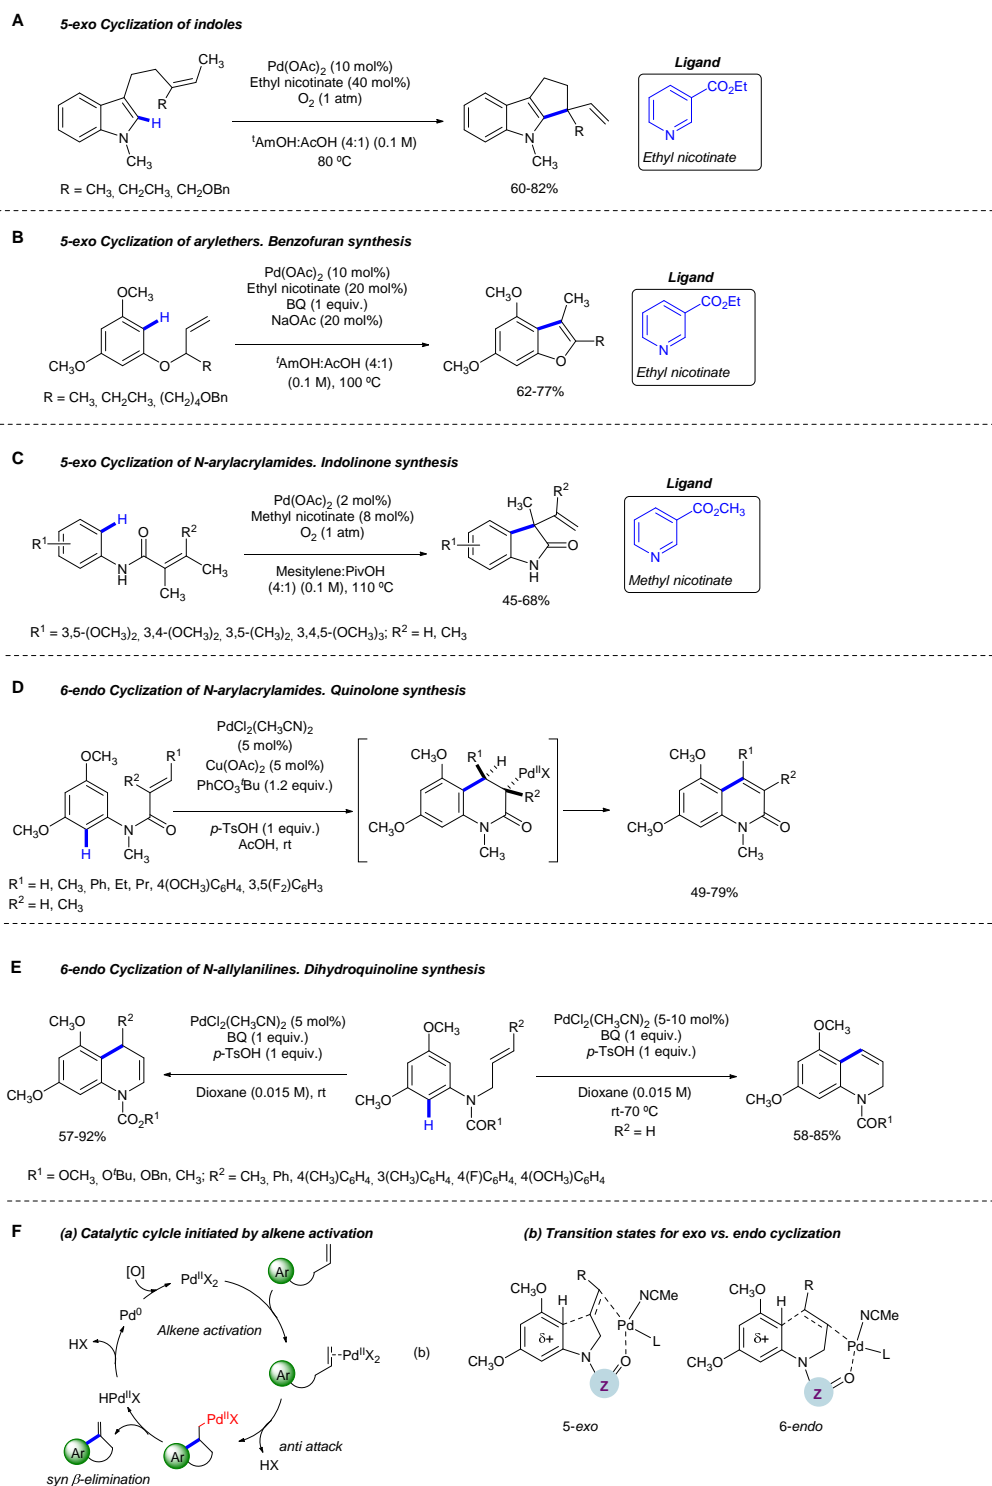 A
5-exo Cyclization of indoles
CH3
R
H
N
CH3
R = CH3, CH2CH3, CH2OBn
Pd(OAc)2 (10 mol%)
Ethyl nicotinate (40 mol%)
O2 (1 atm)
tAmOH:AcOH (4:1) (0.1 M)
80 ºC
N
R
CH3
60-82%
Ligand
CO2Et
N
Ethyl nicotinate
B
5-exo Cyclization of arylethers. Benzofuran synthesis
OCH3
H
CH3O
O
R
R = CH3, CH2CH3, (CH2)4OBn
Pd(OAc)2 (10 mol%)
Ethyl nicotinate (20 mol%)
BQ (1 equiv.)
NaOAc (20 mol%)
tAmOH:AcOH (4:1)
(0.1 M), 100 ºC
CH3O
CH3
R
CH3O
O
62-77%
Ligand
CO2Et
N
Ethyl nicotinate
C
5-exo Cyclization of N-arylacrylamides. Indolinone synthesis
H
R1
O
R2
N
H
CH3
CH3
Pd(OAc)2 (2 mol%)
Methyl nicotinate (8 mol%)
O2 (1 atm)
Mesitylene:PivOH
(4:1) (0.1 M), 110 ºC
R2
H3C
R1
O
N
H
45-68%
Ligand
CO2CH3
N
Methyl nicotinate
R1 = 3,5-(OCH3)2, 3,4-(OCH3)2, 3,5-(CH3)2, 3,4,5-(OCH3)3; R2 = H, CH3
D
6-endo Cyclization of N-arylacrylamides. Quinolone synthesis
OCH3
R1
R2
CH3O
N
O
H
CH3
PdCl2(CH3CN)2
(5 mol%)
Cu(OAc)2 (5 mol%)
PhCO3tBu (1.2 equiv.)
p-TsOH (1 equiv.)
AcOH, rt
CH3O
R1
H
PdIIX
R2
CH3O
N
O
CH3
CH3O
R1
R2
CH3O
N
O
CH3
49-79%
R1 = H, CH3, Ph, Et, Pr, 4(OCH3)C6H4, 3,5(F2)C6H3
R2 = H, CH3
E
6-endo Cyclization of N-allylanilines. Dihydroquinoline synthesis
CH3O
R2
CH3O
N
CO2R1
57-92%
PdCl2(CH3CN)2 (5 mol%)
BQ (1 equiv.)
p-TsOH (1 equiv.)
Dioxane (0.015 M), rt
OCH3
R2
CH3O
N
H
COR1
PdCl2(CH3CN)2 (5-10 mol%)
BQ (1 equiv.)
p-TsOH (1 equiv.)
Dioxane (0.015 M)
rt-70 ºC
R2 = H
CH3O
CH3O
N
COR1
58-85%
R1 = OCH3, OtBu, OBn, CH3; R2 = CH3, Ph, 4(CH3)C6H4, 3(CH3)C6H4, 4(F)C6H4, 4(OCH3)C6H4
F
(a) Catalytic cylcle initiated by alkene activation
[O]
PdIIX2
Ar
Pd0
Alkene activation
HX
PdIIX2
Ar
HPdIIX
PdIIX
Ar
Ar
anti attack
HX
syn β-elimination
(b) Transition states for exo vs. endo cyclization
(b)
R
CH3O
H
NCMe
Pd
L
δ+
CH3O
N
O
Z
5-exo
CH3O
R
H
NCMe
Pd
L
δ+
CH3O
N
O
Z
6-endo